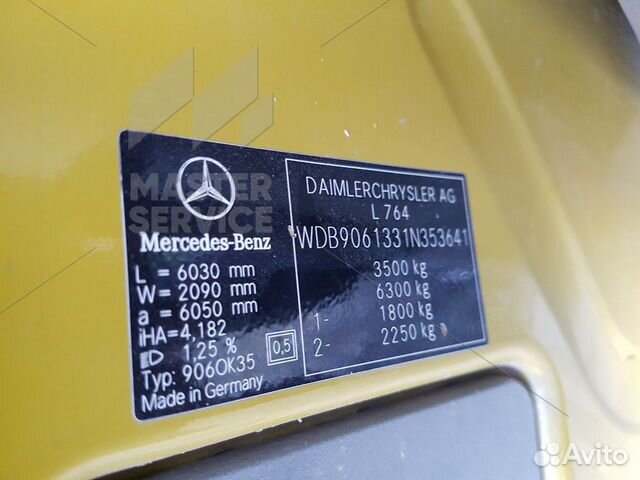 MASTER
SERVICE
Mercedes-Benz
L = 6030 mm
W = 2090 mm
a = 6050 mm
iHA=4,182
1,25 %
0,5
Typ: 906OK35
Made in Germany
DAIMLERCHRYSLER AG
L 764
WDB9061331N353641
3500 kg
6300 kg
1- 1800 kg
2- 2250 kg
Avito